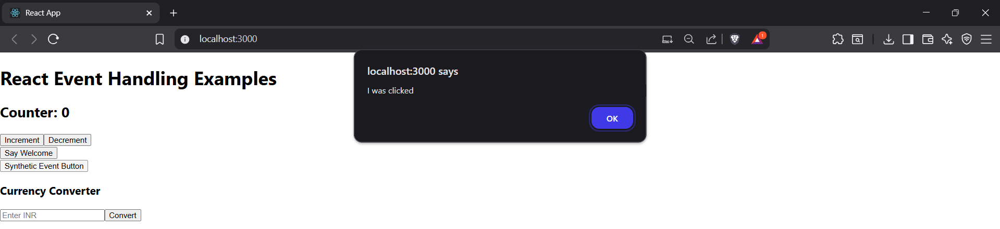 React App
localhost:3000
1
localhost:3000 says
I was clicked
OK
React Event Handling Examples
Counter: 0
Increment Decrement
Say Welcome
Synthetic Event Button
Currency Converter
Enter INR Convert